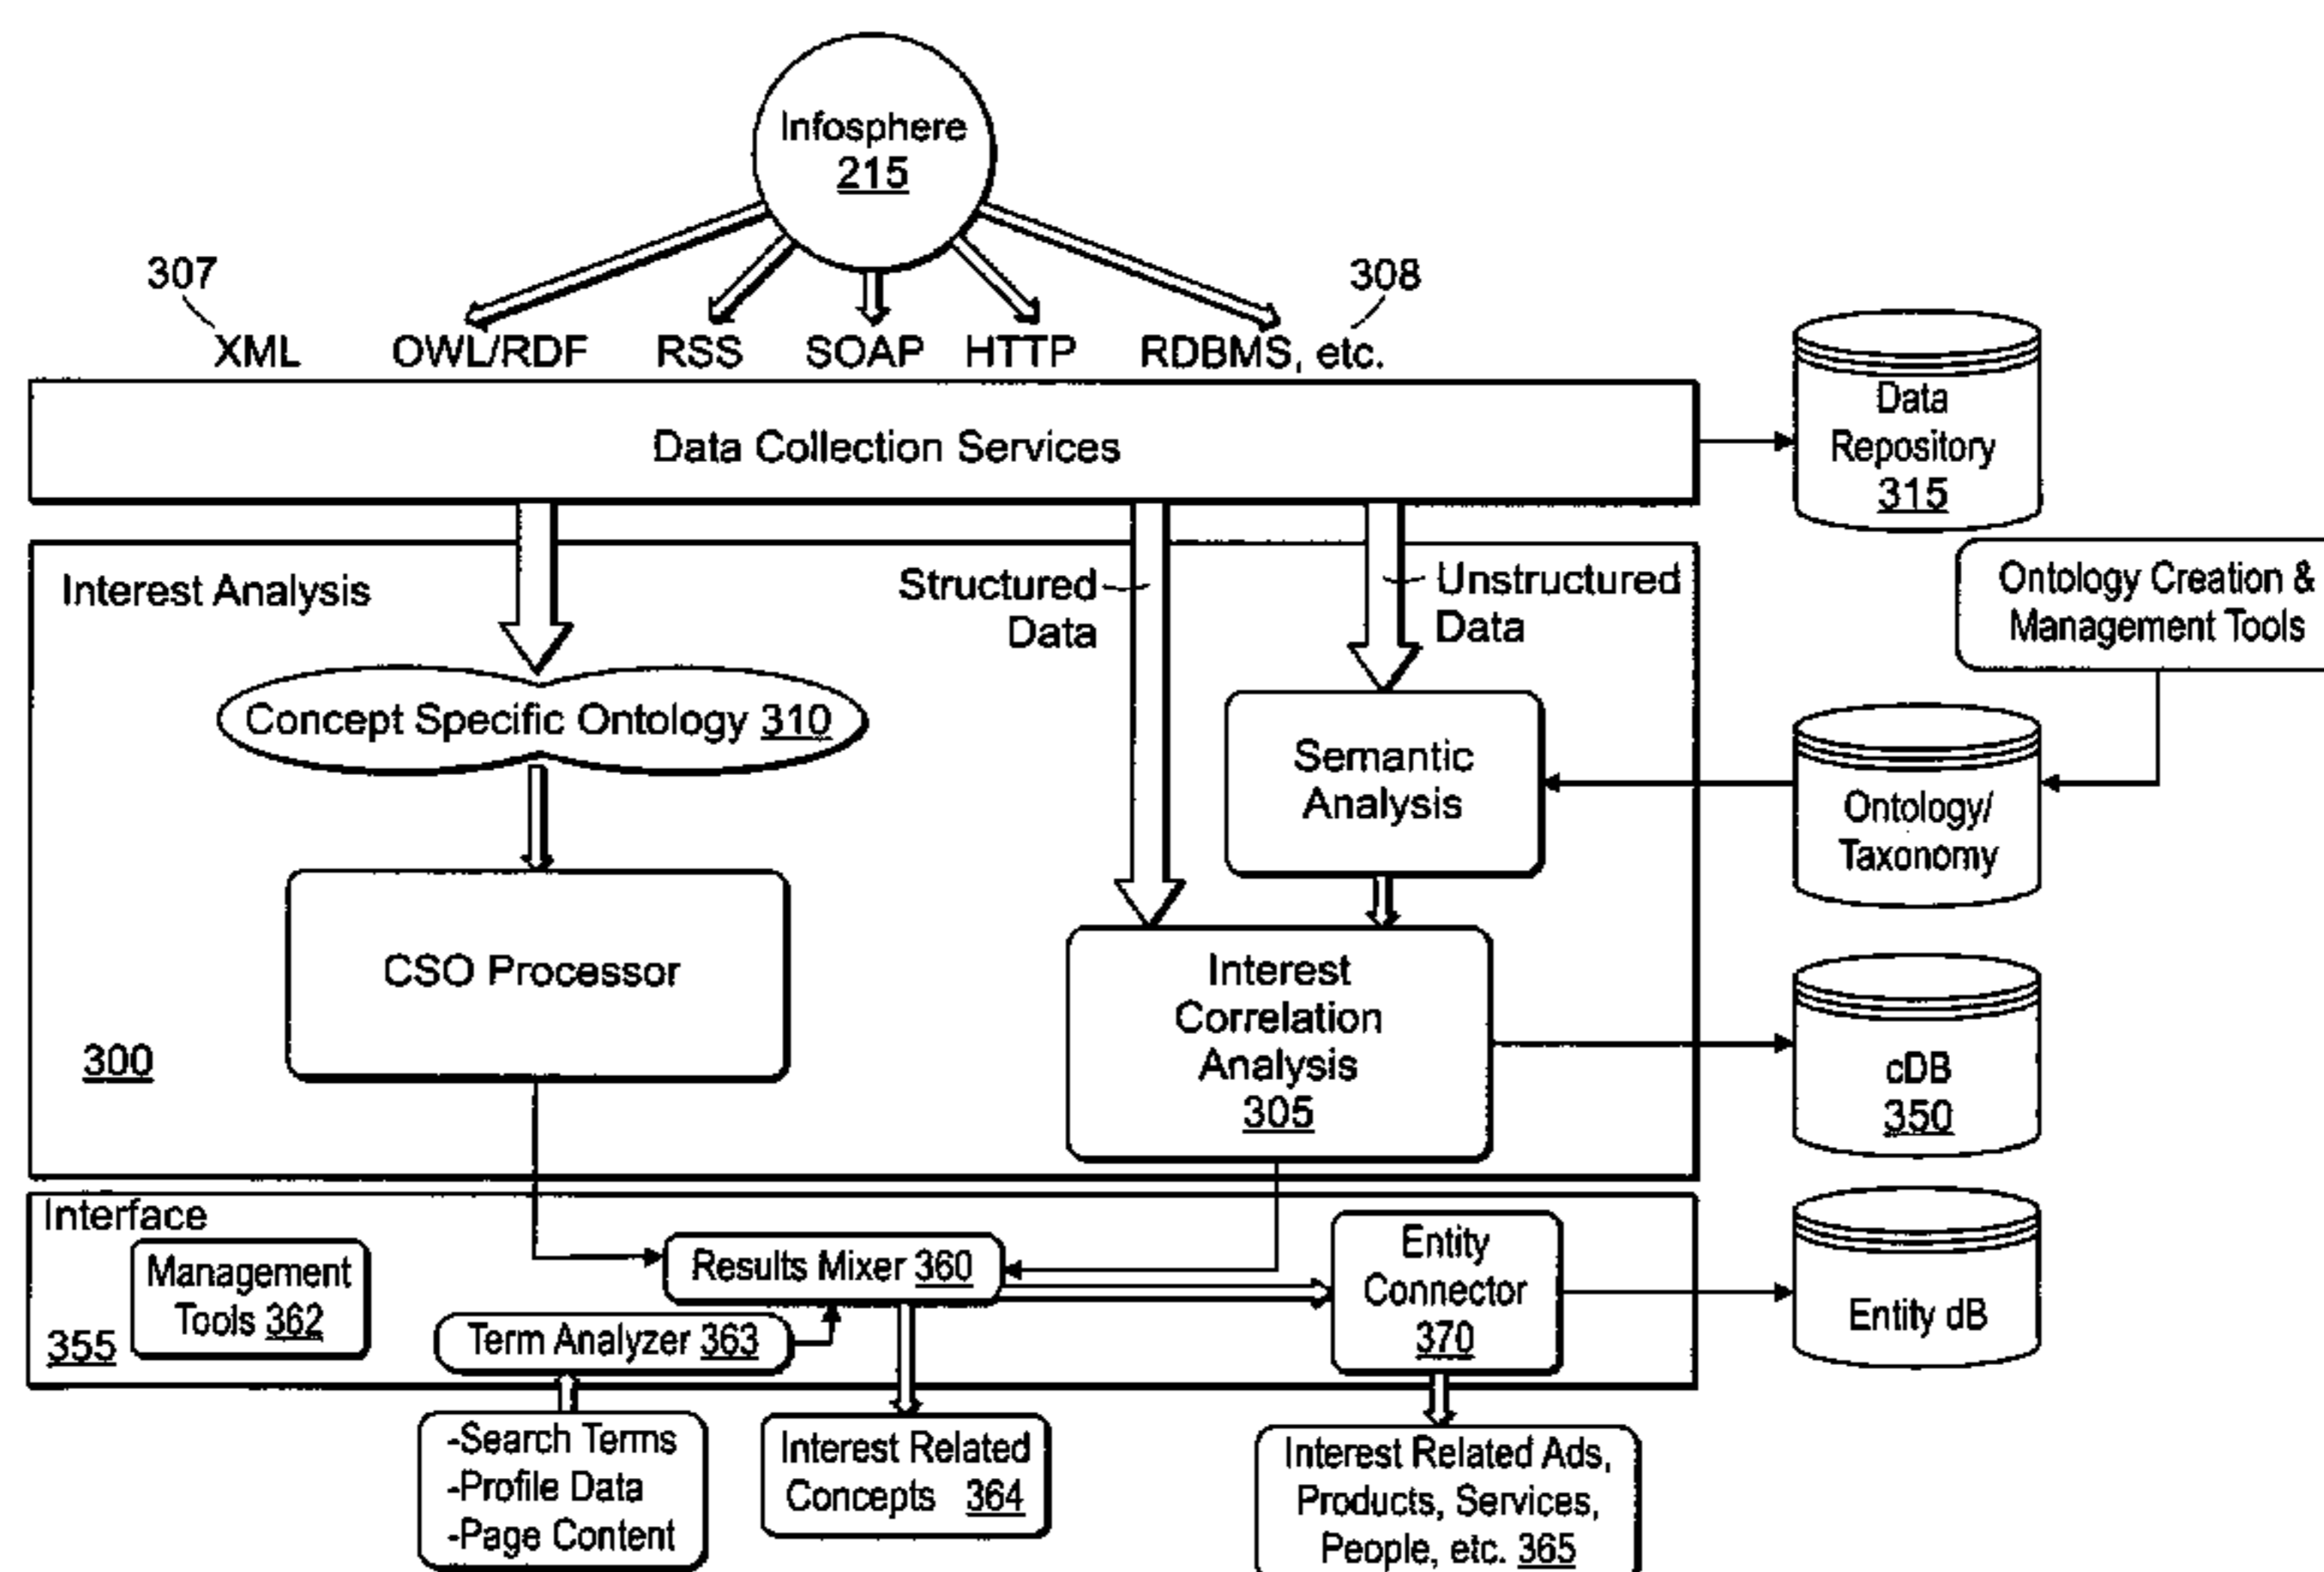 Infosphere
215
307
308
XML OWL/RDF RSS SOAP HTTP RDBMS, etc.
Data Collection Services
Data
Repository
315
Interest Analysis
Structured
Data
Unstructured
Data
Ontology Creation &
Management Tools
Concept Specific Ontology 310
Semantic
Analysis
Ontology/
Taxonomy
CSO Processor
Interest
Correlation
Analysis
305
300
cDB
350
Interface
Management
Tools 362
355
Results Mixer 360
Term Analyzer 363
Entity
Connector
370
Entity dB
-Search Terms
-Profile Data
-Page Content
Interest Related
Concepts 364
Interest Related Ads,
Products, Services,
People, etc. 365